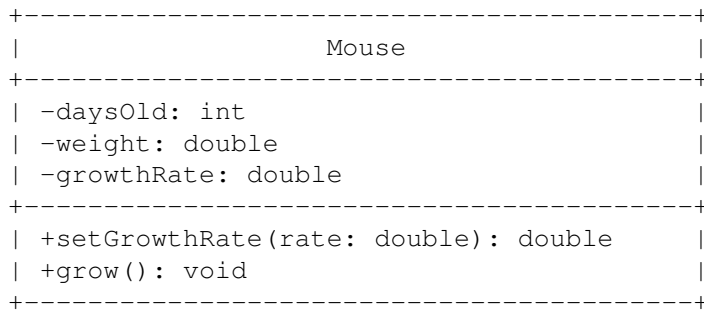 +------------------------------------------+
|                   Mouse                  |
+------------------------------------------+
| -daysOld: int                            |
| -weight: double                          |
| -growthRate: double                      |
+------------------------------------------+
| +setGrowthRate(rate: double): double     |
| +grow(): void                            |
+------------------------------------------+